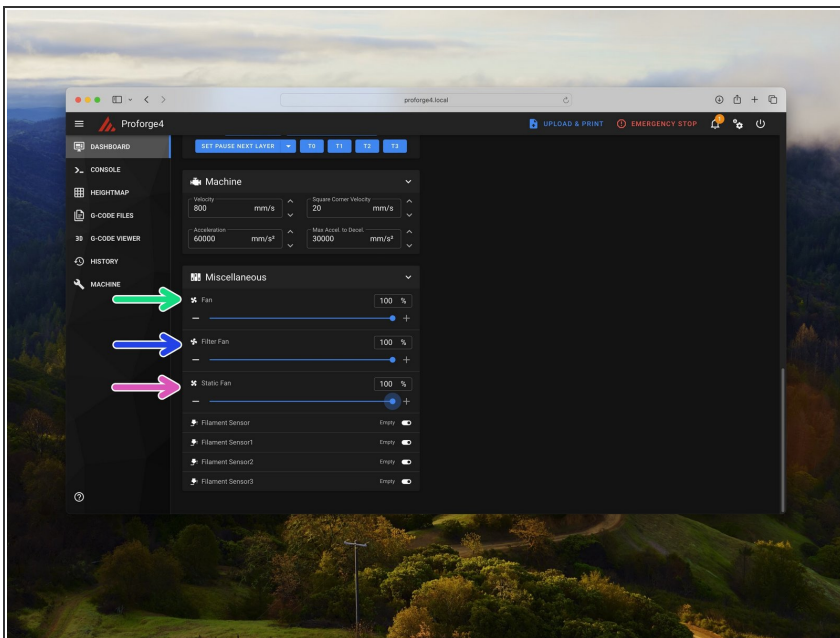 proforge4.local
Proforge4
UPLOAD & PRINT
EMERGENCY STOP
1
DASHBOARD
CONSOLE
HEIGHTMAP
G-CODE FILES
3D G-CODE VIEWER
HISTORY
MACHINE
SET PAUSE NEXT LAYER T0 T1 T2 T3
Machine
Velocity
800 mm/s
Square Corner Velocity
20 mm/s
Acceleration
60000 mm/s²
Max Accel. to Decel.
30000 mm/s²
Miscellaneous
Fan 100 %
Filter Fan 100 %
Static Fan 100 %
Filament Sensor Empty
Filament Sensor1 Empty
Filament Sensor2 Empty
Filament Sensor3 Empty